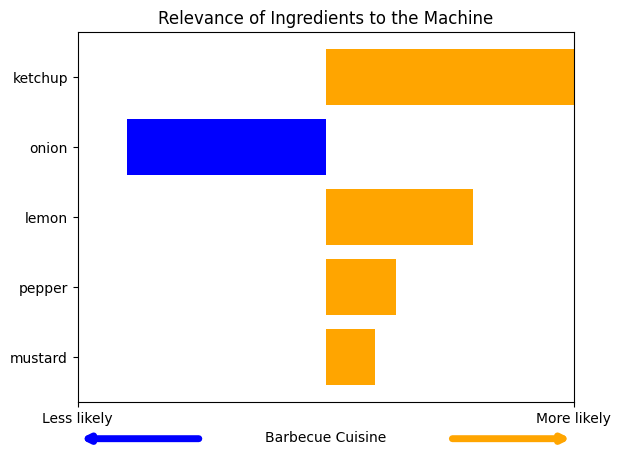 Relevance of Ingredients to the Machine
ketchup
onion
lemon
pepper
mustard
Less likely
More likely
Barbecue Cuisine